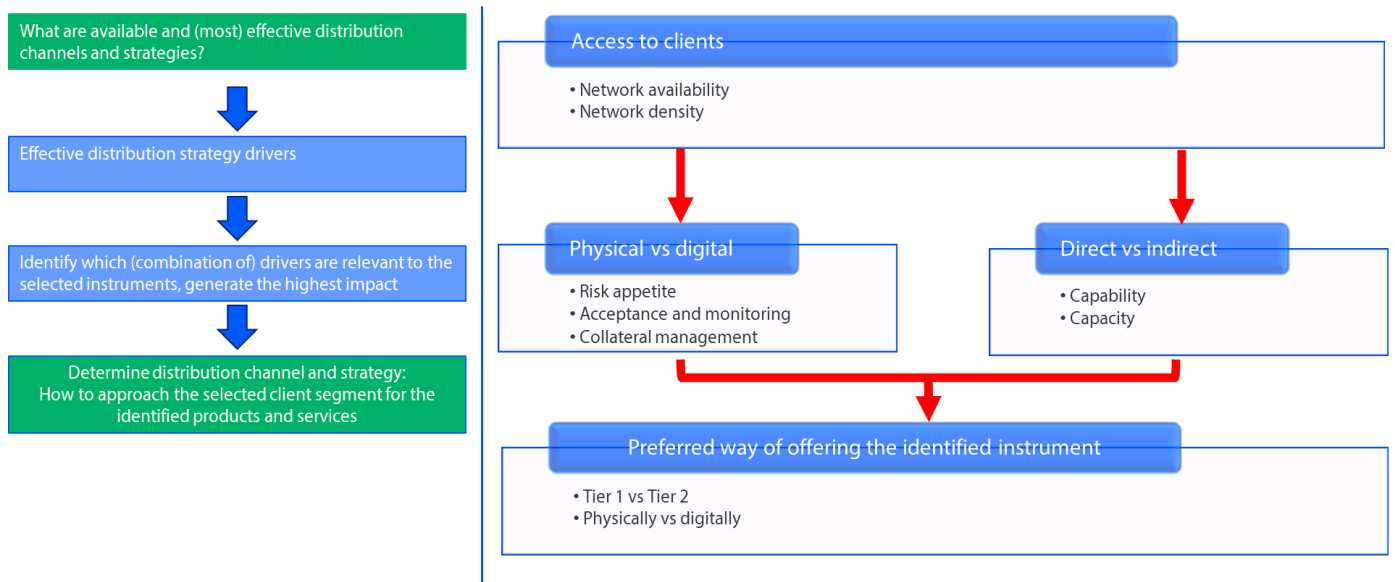 What are available and (most) effective distribution
channels and strategies?
Effective distribution strategy drivers
Identify which (combination of) drivers are relevant to the
selected instruments, generate the highest impact
Determine distribution channel and strategy:
How to approach the selected client segment for the
identified products and services
Access to clients
• Network availability
• Network density
Physical vs digital
• Risk appetite
• Acceptance and monitoring
• Collateral management
Direct vs indirect
• Capability
• Capacity
Preferred way of offering the identified instrument
• Tier 1 vs Tier 2
• Physically vs digitally